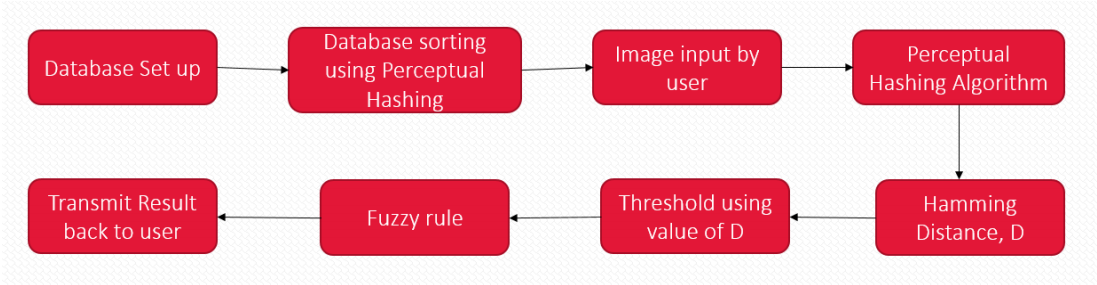 Database Set up
Database sorting
using Perceptual
Hashing
Image input by
user
Perceptual
Hashing Algorithm
Hamming
Distance, D
Threshold using
value of D
Fuzzy rule
Transmit Result
back to user